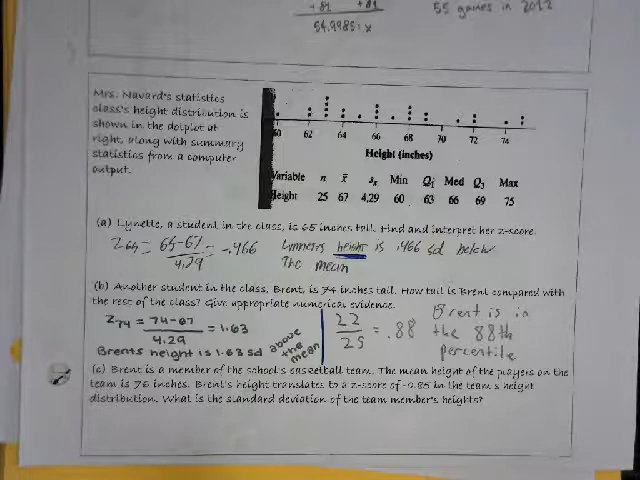 +81 +81
54.9985 = x
55 games in 2012
Mrs. Navard's statistics
class's height distribution is
shown in the dotplot at
right, along with summary
statistics from a computer
output.
60 62 64 66 68 70 72 74
Height (inches)
Variable n x̄ sₓ Min Q₁ Med Q₃ Max
Height 25 67 4.29 60 63 66 69 75
(a) Lynette, a student in the class, is 65 inches tall. Find and interpret her z-score.
Z65 = 65-67 / 4.29 = -.466
Lynette's height is .466 sd below
the mean
(b) Another student in the class, Brent, is 74 inches tall. How tall is Brent compared with
the rest of the class? Give appropriate numerical evidence.
Z74 = 74-67 / 4.29 = 1.63
Brents height is 1.63 sd above
the
mean
22 / 25 = .88
Brent is in
the 88th
percentile
(c) Brent is a member of the school's basketball team. The mean height of the players on the
team is 76 inches. Brent's height translates to a z-score of -0.85 in the team's height
distribution. What is the standard deviation of the team member's heights?